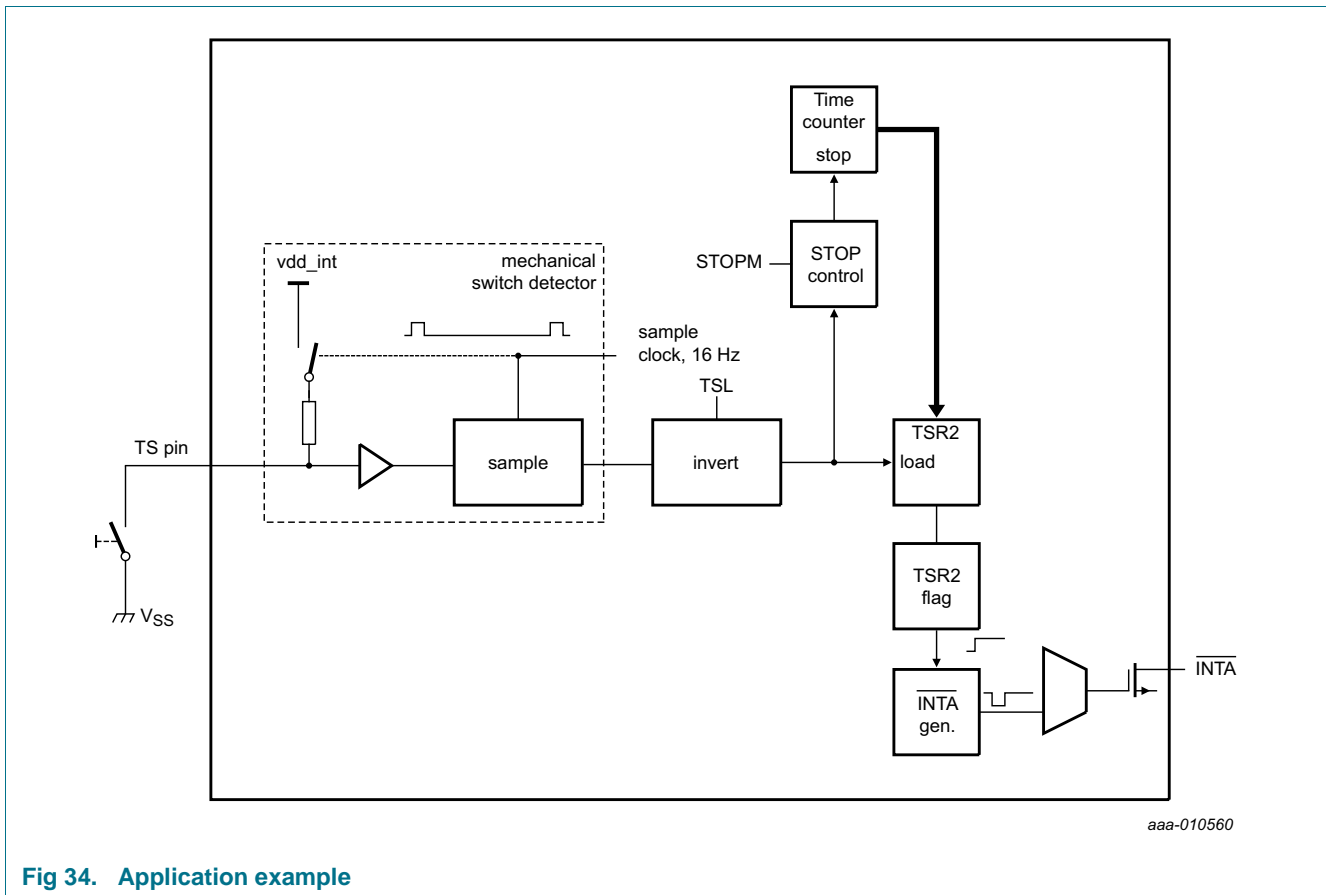 Time
counter
stop
vdd_int
mechanical
switch detector
STOPM
STOP
control
sample
clock, 16 Hz
TSL
TS pin
sample
invert
TSR2
load
TSR2
flag
VSS
INTA
gen.
INTA
aaa-010560
Fig 34. Application example